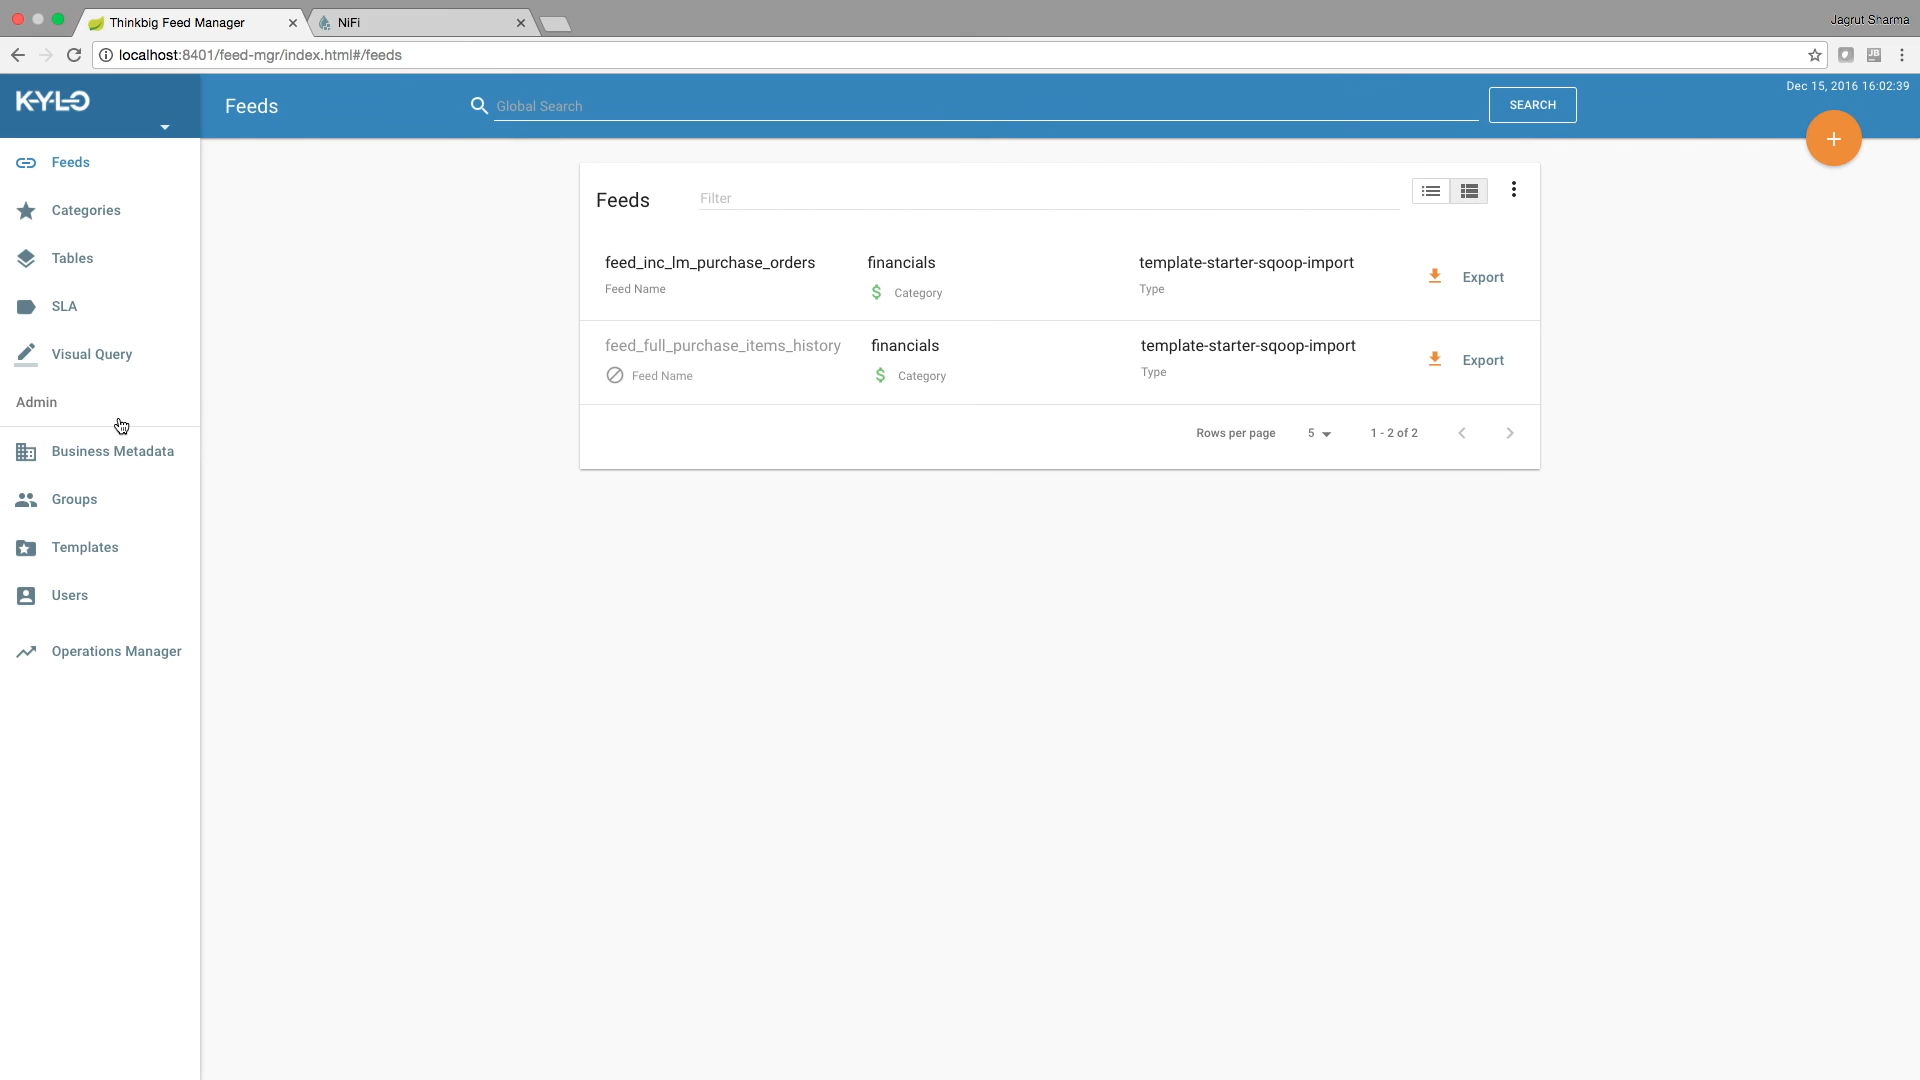 Thinkbig Feed Manager
NiFi
Jagrut Sharma
localhost:8401/feed-mgr/index.html#/feeds
KYLO
Feeds
Global Search
SEARCH
Dec 15, 2016 16:02:39
+
Feeds
Categories
Tables
SLA
Visual Query
Admin
Business Metadata
Groups
Templates
Users
Operations Manager
Feeds
Filter
feed_inc_lm_purchase_orders
financials
template-starter-sqoop-import
Export
Feed Name
$ Category
Type
feed_full_purchase_items_history
financials
template-starter-sqoop-import
Export
Feed Name
$ Category
Type
Rows per page
5
1 - 2 of 2